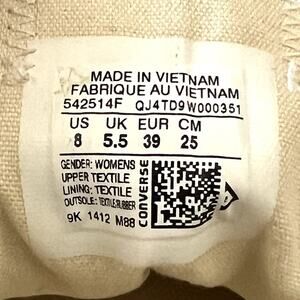 MADE IN VIETNAM
FABRIQUE AU VIETNAM
542514F QJ4TD9W000351
US UK EUR CM
8 5.5 39 25
GENDER: WOMENS
UPPER: TEXTILE
LINING: TEXTILE
OUTSOLE: TEXTILE/RUBBER
9K 1412 M88
CONVERSE